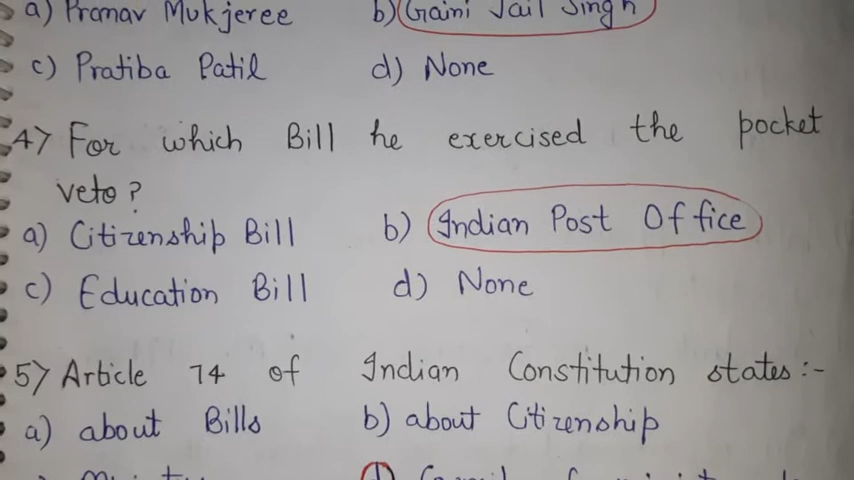 a) Pranav Mukjeree b) Gaini Jail Singh
c) Pratiba Patil d) None
4) For which Bill he exercised the pocket
veto?
a) Citizenship Bill b) Indian Post Office
c) Education Bill d) None
5) Article 74 of Indian Constitution states:-
a) about Bills b) about Citizenship
d)